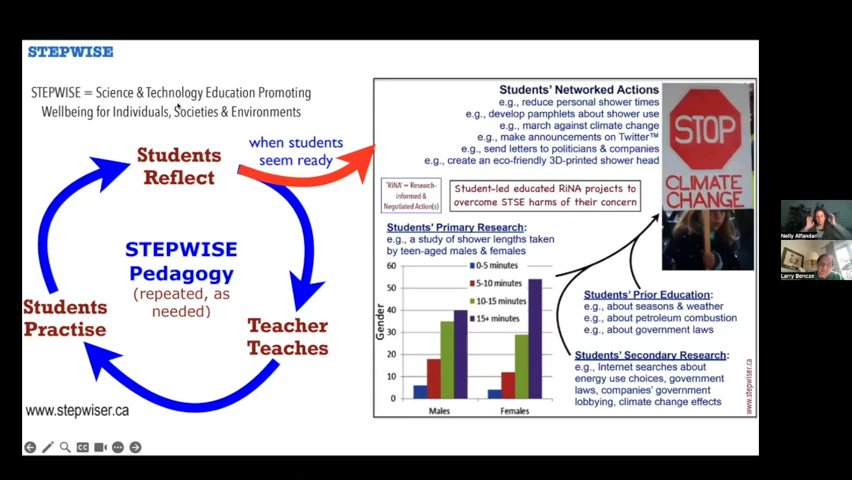 STEPWISE
STEPWISE = Science & Technology Education Promoting
Wellbeing for Individuals, Societies & Environments
Students
Reflect
when students
seem ready
STEPWISE
Pedagogy
(repeated, as
needed)
Students
Practise
Teacher
Teaches
www.stepwiser.ca
Students' Networked Actions
e.g., reduce personal shower times
e.g., develop pamphlets about shower use
e.g., march against climate change
e.g., make announcements on Twitter™
e.g., send letters to politicians & companies
e.g., create an eco-friendly 3D-printed shower head
STOP
CLIMATE
CHANGE
'RiNA' = Research-
informed &
Negotiated Action(s)
Student-led educated RiNA projects to
overcome STSE harms of their concern
Students' Primary Research:
e.g., a study of shower lengths taken
by teen-aged males & females
60
50
40
30
20
10
0
Gender
0-5 minutes
5-10 minutes
10-15 minutes
15+ minutes
Males
Females
Students' Prior Education:
e.g., about seasons & weather
e.g., about petroleum combustion
e.g., about government laws
Students' Secondary Research:
e.g., Internet searches about
energy use choices, government
laws, companies' government
lobbying, climate change effects
www.stepwiser.ca
CC
Nelly Alfandari
Larry Bencze